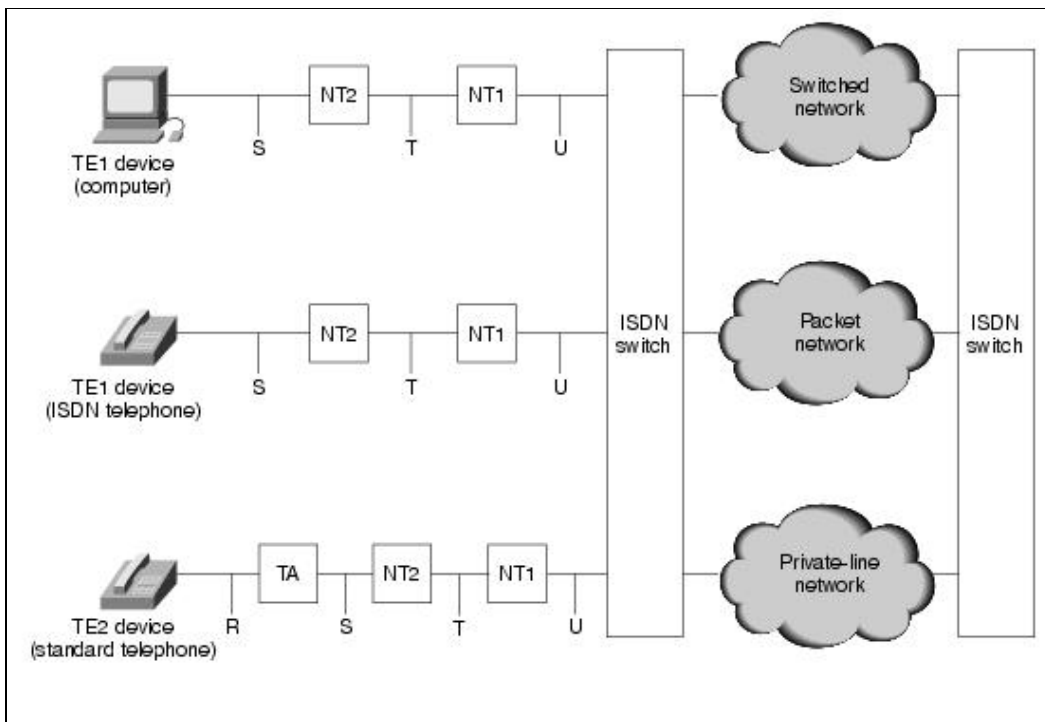 NT2
NT1
S
T
U
TE1 device
(computer)
Switched
network
NT2
NT1
S
T
U
TE1 device
(ISDN telephone)
ISDN
switch
Packet
network
ISDN
switch
TA
NT2
NT1
R
S
T
U
TE2 device
(standard telephone)
Private-line
network